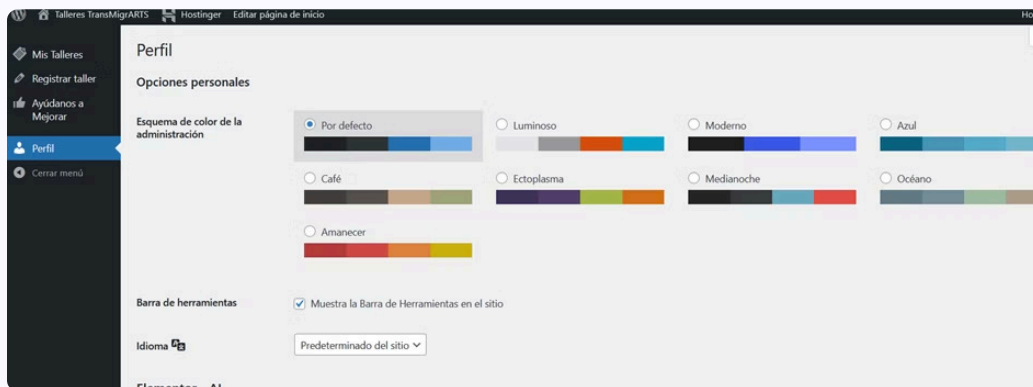 Talleres TransMigrARTS Hostinger Editar página de inicio
Mis Talleres
Registrar taller
Ayúdanos a
Mejorar
Perfil
Cerrar menú
Perfil
Opciones personales
Esquema de color de la
administración
Por defecto Luminoso Moderno Azul
Café Ectoplasma Medianoche Océano
Amanecer
Barra de herramientas Muestra la Barra de Herramientas en el sitio
Idioma Predeterminado del sitio